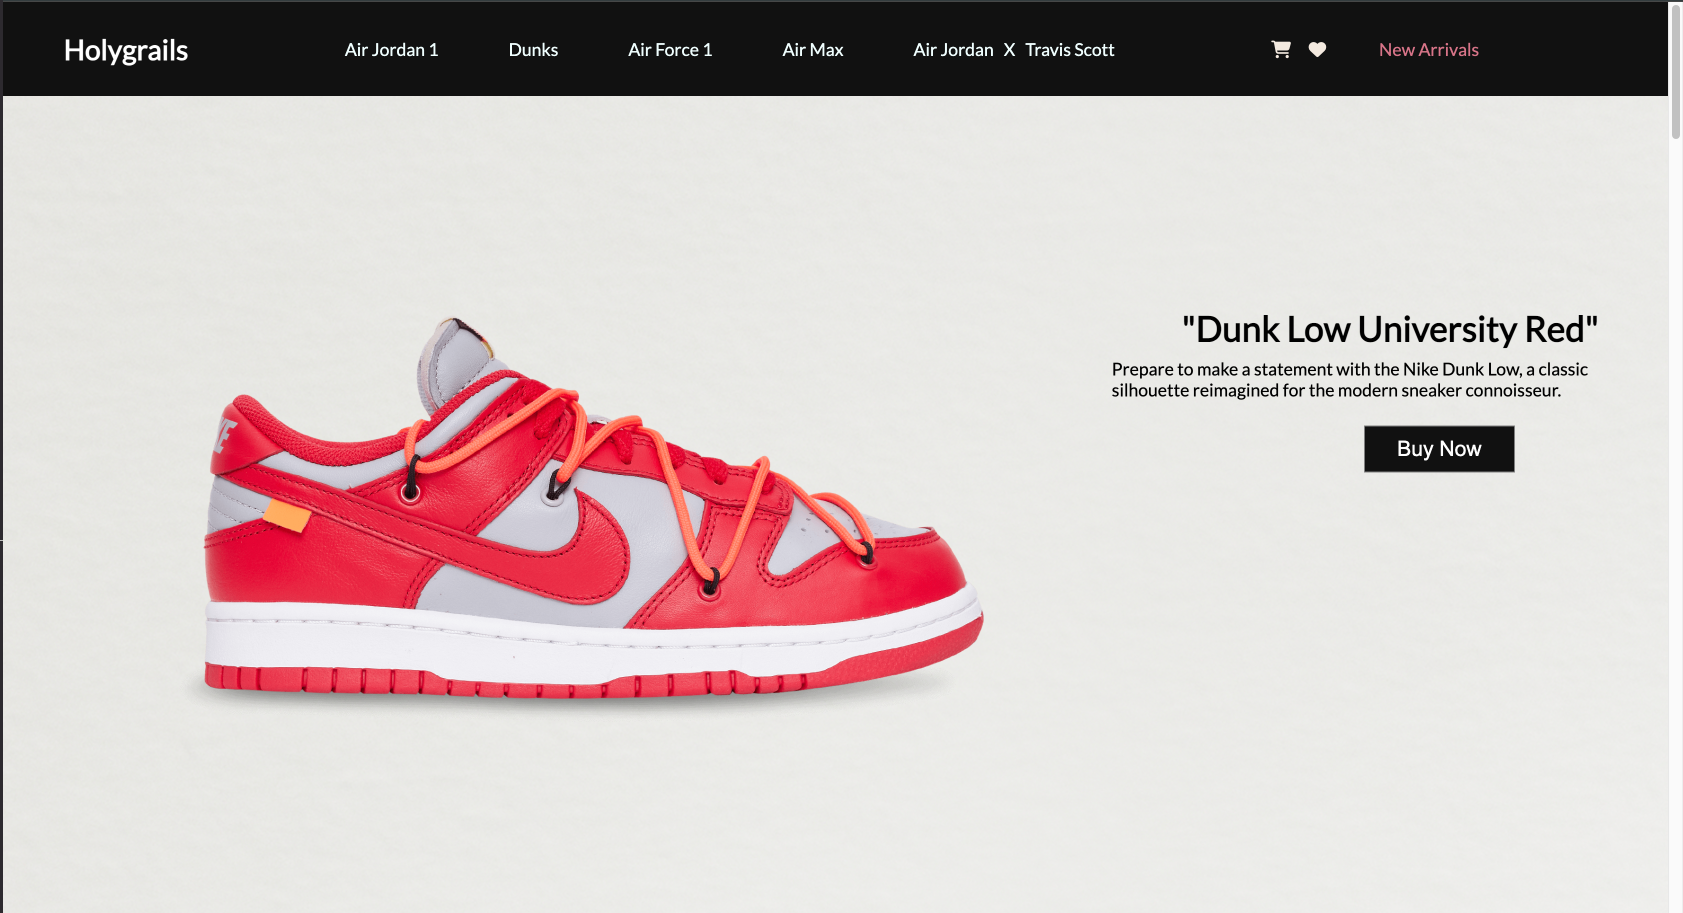 Holygrails
Air Jordan 1
Dunks
Air Force 1
Air Max
Air Jordan X Travis Scott
New Arrivals
"Dunk Low University Red"
Prepare to make a statement with the Nike Dunk Low, a classic
silhouette reimagined for the modern sneaker connoisseur.
Buy Now